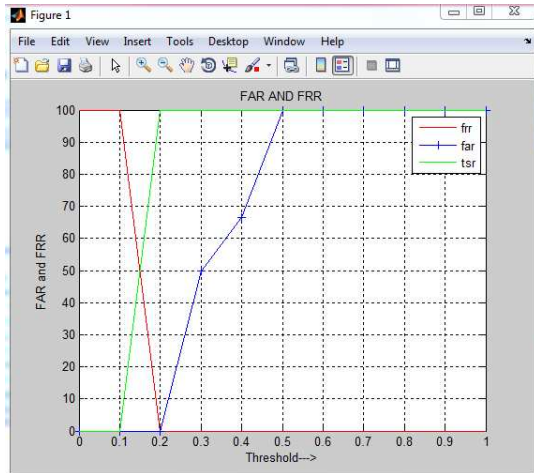 Figure 1
File Edit View Insert Tools Desktop Window Help
FAR AND FRR
100
90
80
70
60
50
40
30
20
10
0
FAR and FRR
frr
far
tsr
0 0.1 0.2 0.3 0.4 0.5 0.6 0.7 0.8 0.9 1
Threshold--->